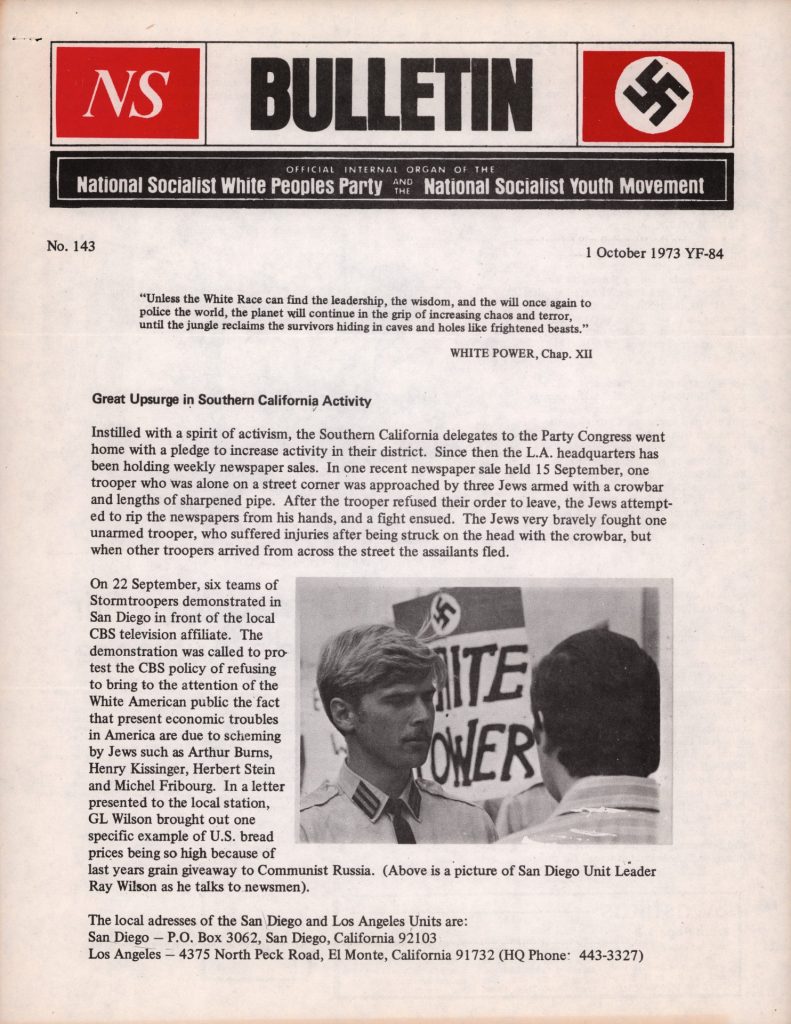 NS
BULLETIN
OFFICIAL INTERNAL ORGAN OF THE
National Socialist White Peoples Party AND THE National Socialist Youth Movement
No. 143
1 October 1973 YF-84
“Unless the White Race can find the leadership, the wisdom, and the will once again to
police the world, the planet will continue in the grip of increasing chaos and terror,
until the jungle reclaims the survivors hiding in caves and holes like frightened beasts.”
WHITE POWER, Chap. XII
Great Upsurge in Southern California Activity
Instilled with a spirit of activism, the Southern California delegates to the Party Congress went
home with a pledge to increase activity in their district. Since then the L.A. headquarters has
been holding weekly newspaper sales. In one recent newspaper sale held 15 September, one
trooper who was alone on a street corner was approached by three Jews armed with a crowbar
and lengths of sharpened pipe. After the trooper refused their order to leave, the Jews attempt-
ed to rip the newspapers from his hands, and a fight ensued. The Jews very bravely fought one
unarmed trooper, who suffered injuries after being struck on the head with the crowbar, but
when other troopers arrived from across the street the assailants fled.
On 22 September, six teams of
Stormtroopers demonstrated in
San Diego in front of the local
CBS television affiliate. The
demonstration was called to pro-
test the CBS policy of refusing
to bring to the attention of the
White American public the fact
that present economic troubles
in America are due to scheming
by Jews such as Arthur Burns,
Henry Kissinger, Herbert Stein
and Michel Fribourg. In a letter
presented to the local station,
GL Wilson brought out one
specific example of U.S. bread
prices being so high because of
last years grain giveaway to Communist Russia. (Above is a picture of San Diego Unit Leader
Ray Wilson as he talks to newsmen).
HITE
OWER
The local adresses of the San Diego and Los Angeles Units are:
San Diego — P.O. Box 3062, San Diego, California 92103
Los Angeles — 4375 North Peck Road, El Monte, California 91732 (HQ Phone: 443-3327)